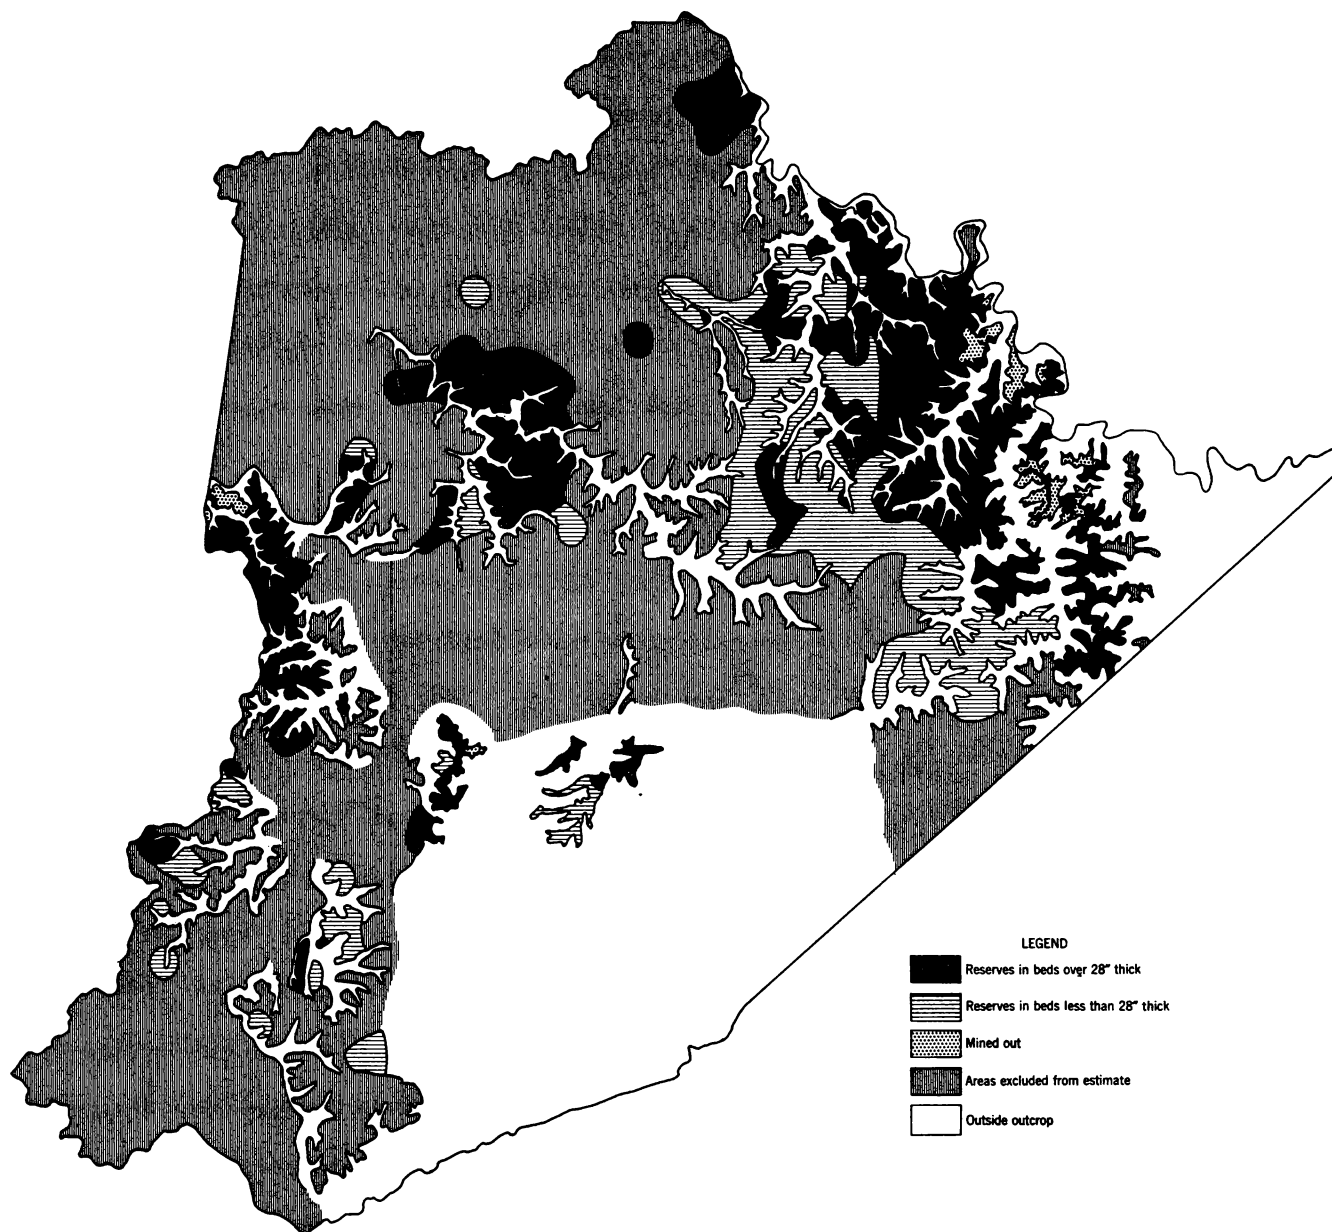 LEGEND
Reserves in beds over 28" thick
Reserves in beds less than 28" thick
Mined out
Areas excluded from estimate
Outside outcrop